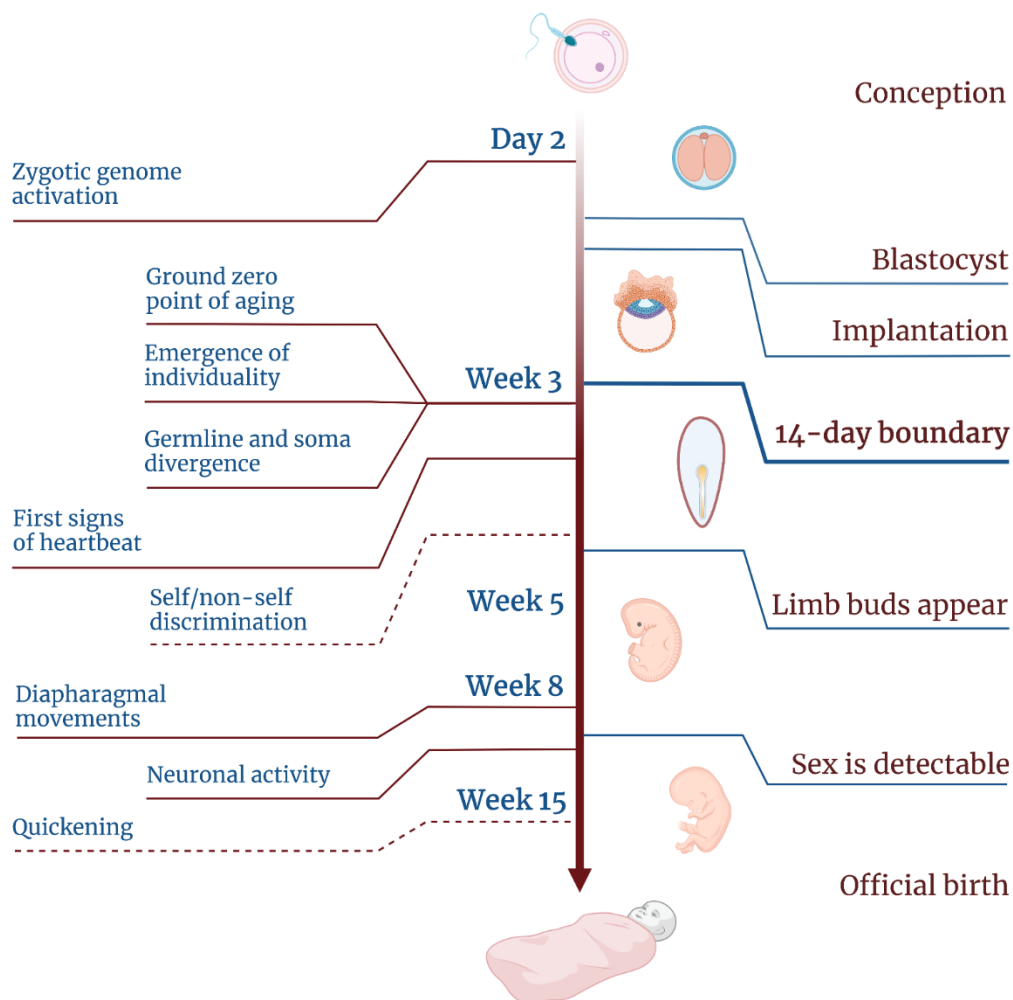 Conception
Day 2
Zygotic genome
activation
Blastocyst
Ground zero
point of aging
Implantation
Emergence of
individuality
Week 3
14-day boundary
Germline and soma
divergence
First signs
of heartbeat
Self/non-self
discrimination
Week 5
Limb buds appear
Week 8
Diapharagmal
movements
Sex is detectable
Neuronal activity
Week 15
Quickening
Official birth